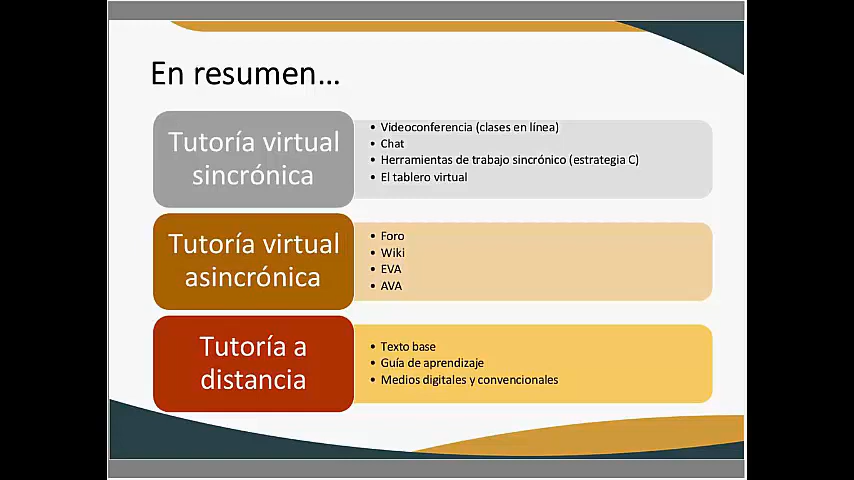 En resumen…
Tutoría virtual
sincrónica
• Videoconferencia (clases en línea)
• Chat
• Herramientas de trabajo sincrónico (estrategia C)
• El tablero virtual
Tutoría virtual
asincrónica
• Foro
• Wiki
• EVA
• AVA
Tutoría a
distancia
• Texto base
• Guía de aprendizaje
• Medios digitales y convencionales